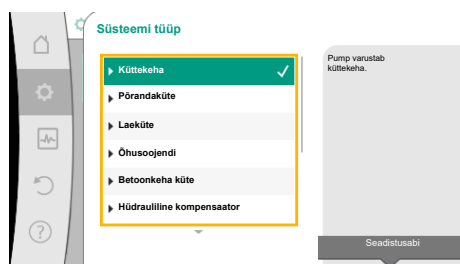 Süsteemi tüüp
Küttekeha
Põrandaküte
Laeküte
Õhusoojendi
Betoonkeha küte
Hüdrauliline kompensaator
Pump varustab
küttekeha.
Seadistusabi